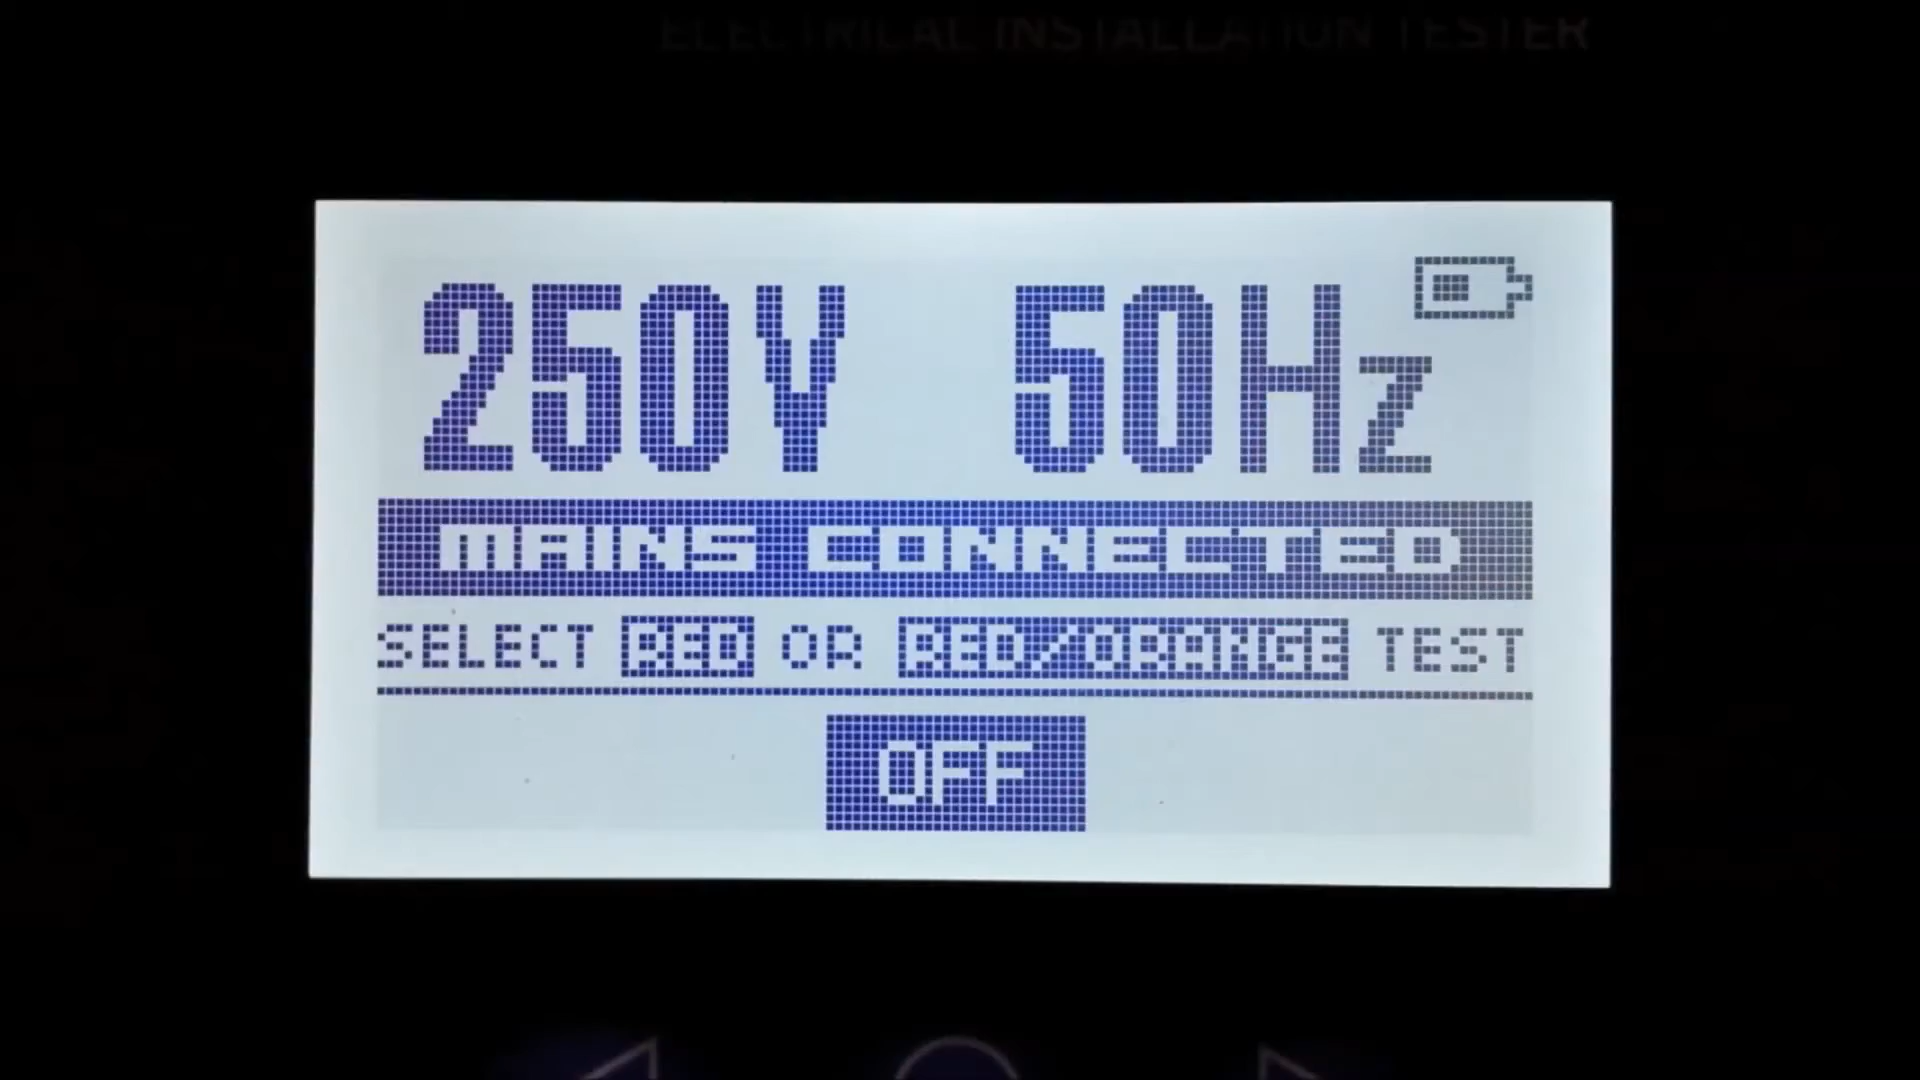 ELECTRICAL INSTALLATION TESTER
250V 50Hz
MAINS CONNECTED
SELECT RED OR RED/ORANGE TEST
OFF